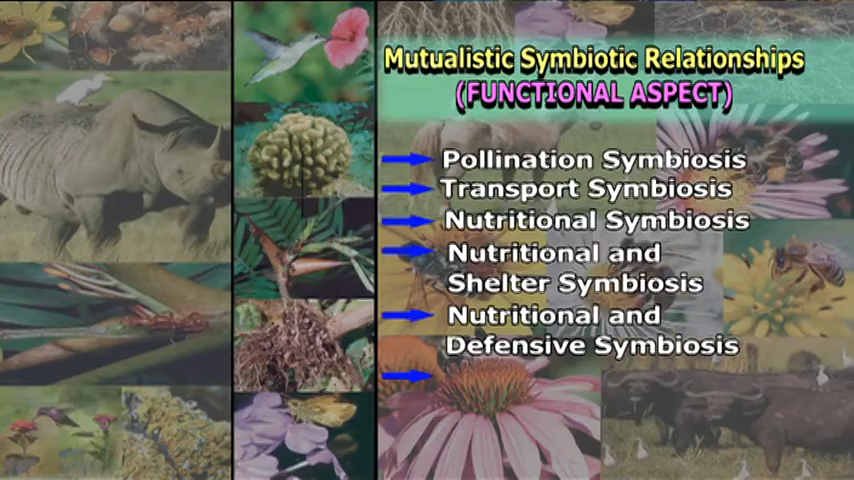 Mutualistic Symbiotic Relationships
(FUNCTIONAL ASPECT)
Pollination Symbiosis
Transport Symbiosis
Nutritional Symbiosis
Nutritional and
Shelter Symbiosis
Nutritional and
Defensive Symbiosis